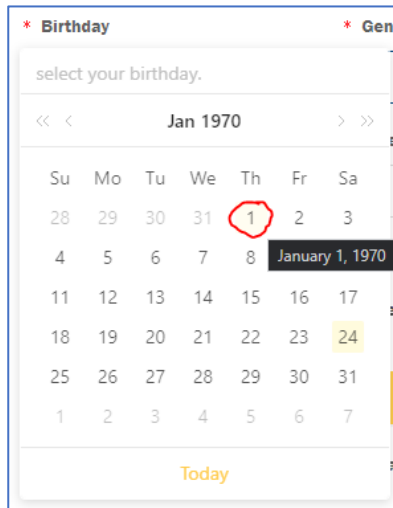 * Birthday * Gen
select your birthday.
« < Jan 1970 > »
Su Mo Tu We Th Fr Sa
28 29 30 31 1 2 3
4 5 6 7 8
January 1, 1970
11 12 13 14 15 16 17
18 19 20 21 22 23 24
25 26 27 28 29 30 31
1 2 3 4 5 6 7
Today